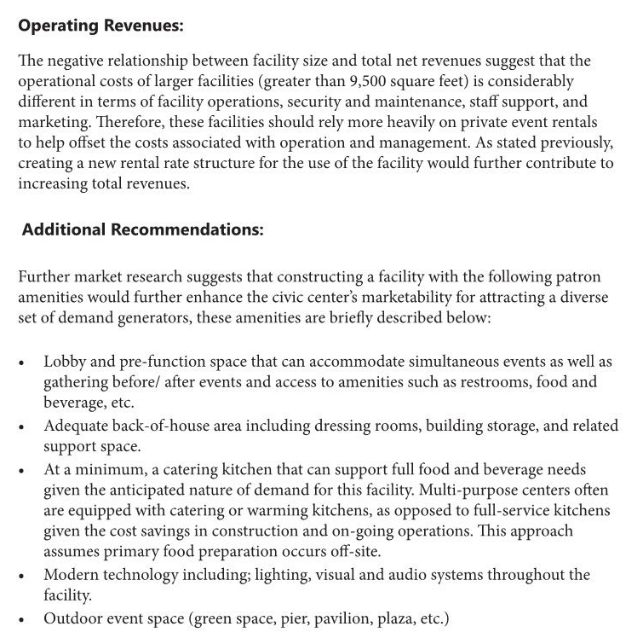 Operating Revenues:
The negative relationship between facility size and total net revenues suggest that the
operational costs of larger facilities (greater than 9,500 square feet) is considerably
different in terms of facility operations, security and maintenance, staff support, and
marketing. Therefore, these facilities should rely more heavily on private event rentals
to help offset the costs associated with operation and management. As stated previously,
creating a new rental rate structure for the use of the facility would further contribute to
increasing total revenues.
Additional Recommendations:
Further market research suggests that constructing a facility with the following patron
amenities would further enhance the civic center's marketability for attracting a diverse
set of demand generators, these amenities are briefly described below:
• Lobby and pre-function space that can accommodate simultaneous events as well as
gathering before/ after events and access to amenities such as restrooms, food and
beverage, etc.
• Adequate back-of-house area including dressing rooms, building storage, and related
support space.
• At a minimum, a catering kitchen that can support full food and beverage needs
given the anticipated nature of demand for this facility. Multi-purpose centers often
are equipped with catering or warming kitchens, as opposed to full-service kitchens
given the cost savings in construction and on-going operations. This approach
assumes primary food preparation occurs off-site.
• Modern technology including; lighting, visual and audio systems throughout the
facility.
• Outdoor event space (green space, pier, pavilion, plaza, etc.)